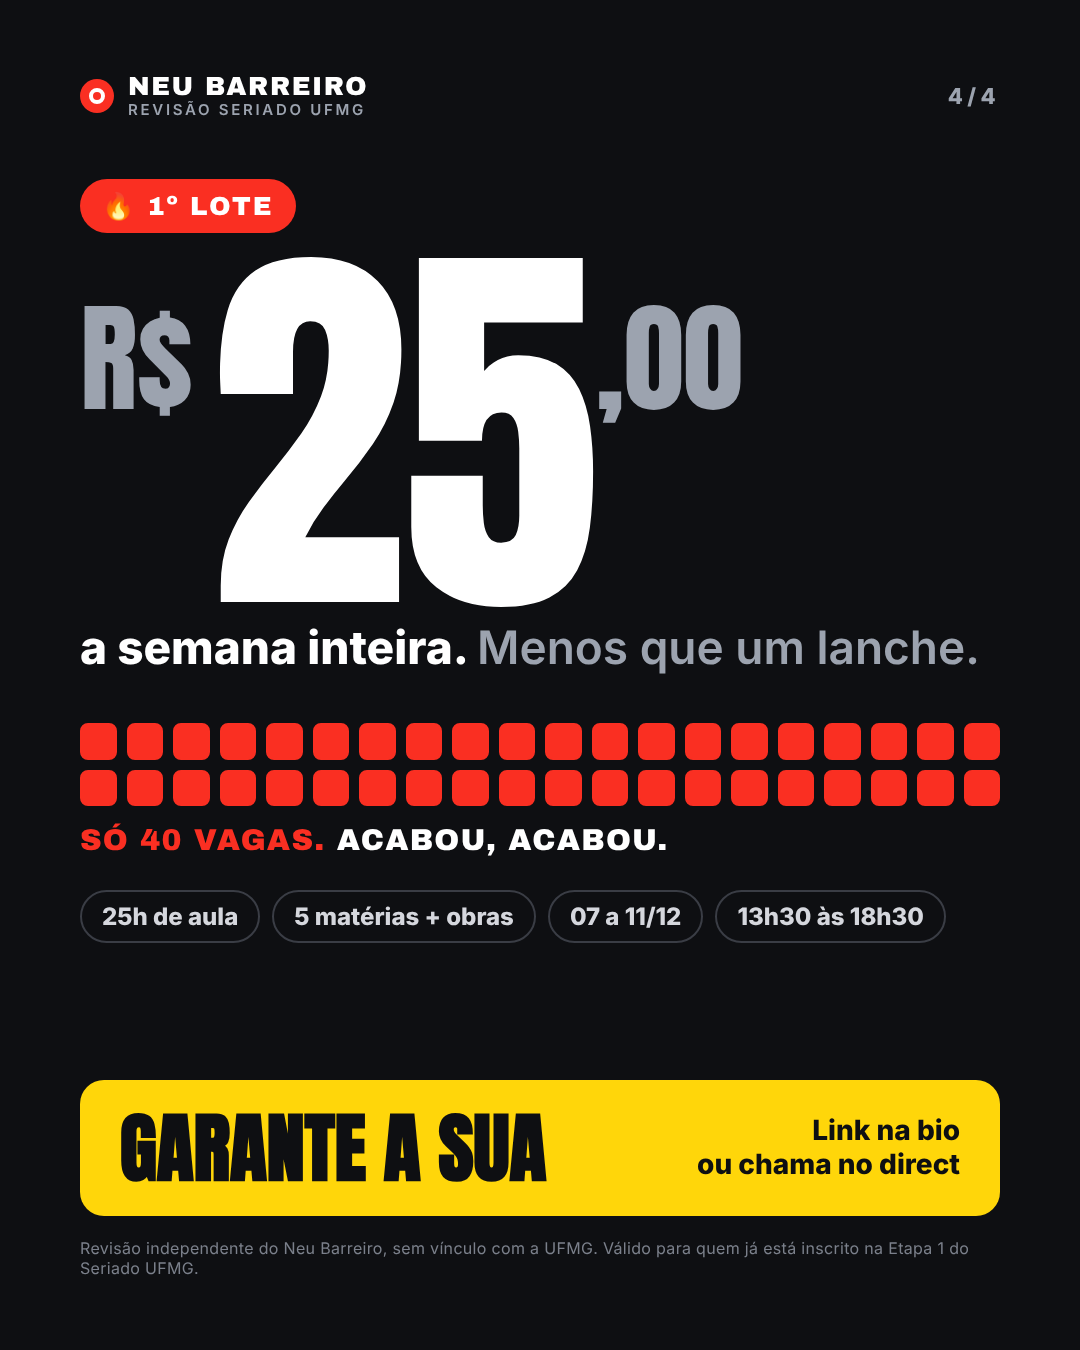 NEU BARREIRO
REVISÃO SERIADO UFMG
4/4
🔥 1º LOTE
R$ 25,00
a semana inteira. Menos que um lanche.
SÓ 40 VAGAS. ACABOU, ACABOU.
25h de aula
5 matérias + obras
07 a 11/12
13h30 às 18h30
GARANTE A SUA
Link na bio
ou chama no direct
Revisão independente do Neu Barreiro, sem vínculo com a UFMG. Válido para quem já está inscrito na Etapa 1 do
Seriado UFMG.